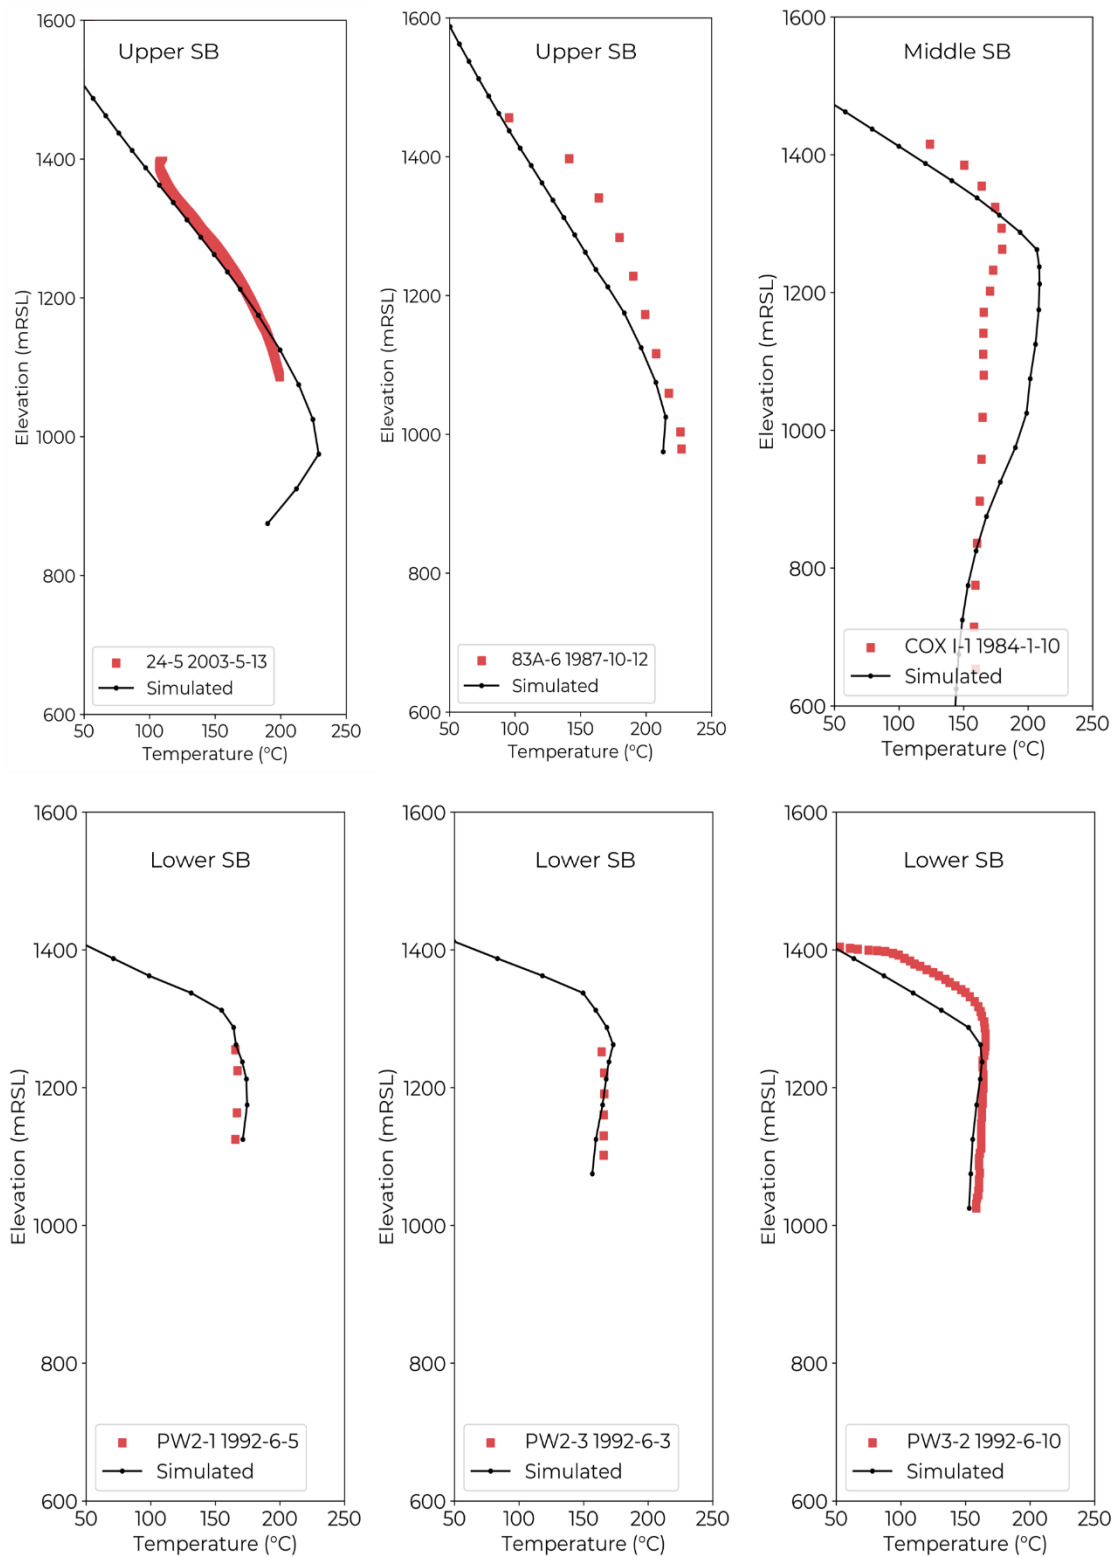 Upper SB
Elevation (mRSL)
1600
1400
1200
1000
800
600
24-5 2003-5-13
Simulated
50 100 150 200 250
Temperature (°C)
Upper SB
Elevation (mRSL)
1600
1400
1200
1000
800
600
83A-6 1987-10-12
Simulated
50 100 150 200 250
Temperature (°C)
Middle SB
Elevation (mRSL)
1600
1400
1200
1000
800
600
COX I-1 1984-1-10
Simulated
50 100 150 200 250
Temperature (°C)
Lower SB
Elevation (mRSL)
1600
1400
1200
1000
800
600
PW2-1 1992-6-5
Simulated
50 100 150 200 250
Temperature (°C)
Lower SB
Elevation (mRSL)
1600
1400
1200
1000
800
600
PW2-3 1992-6-3
Simulated
50 100 150 200 250
Temperature (°C)
Lower SB
Elevation (mRSL)
1600
1400
1200
1000
800
600
PW3-2 1992-6-10
Simulated
50 100 150 200 250
Temperature (°C)